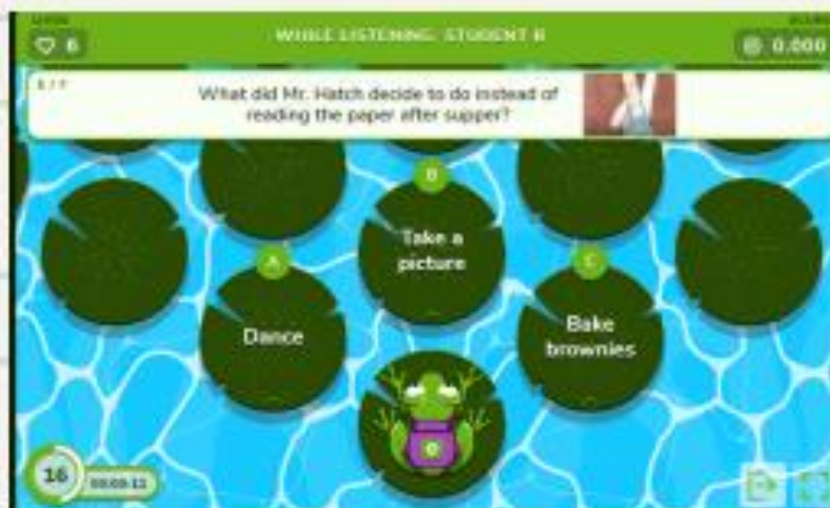 6
WHILE LISTENING: STUDENT B
0.000
What did Mr. Hatch decide to do instead of
reading the paper after supper?
B
Take a
picture
A
Dance
C
Bake
brownies
16